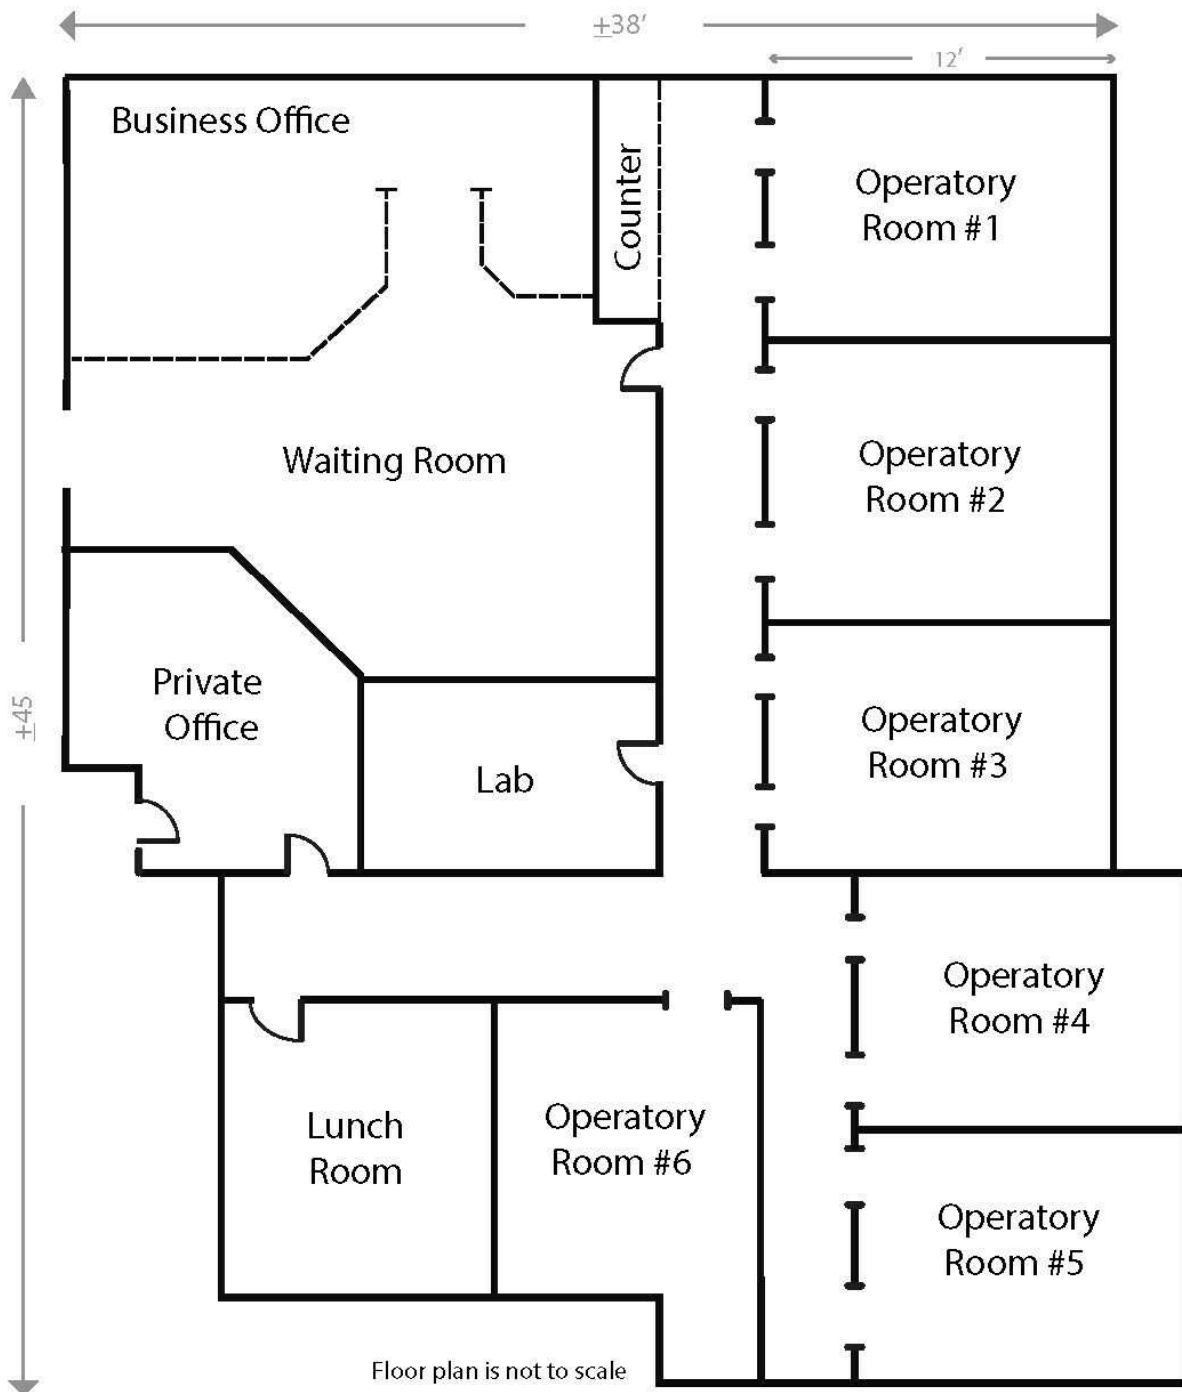 ±38′
12′
Business Office
Counter
Operatory
Room #1
Waiting Room
Operatory
Room #2
±45
Private
Office
Lab
Operatory
Room #3
Operatory
Room #4
Lunch
Room
Operatory
Room #6
Operatory
Room #5
Floor plan is not to scale